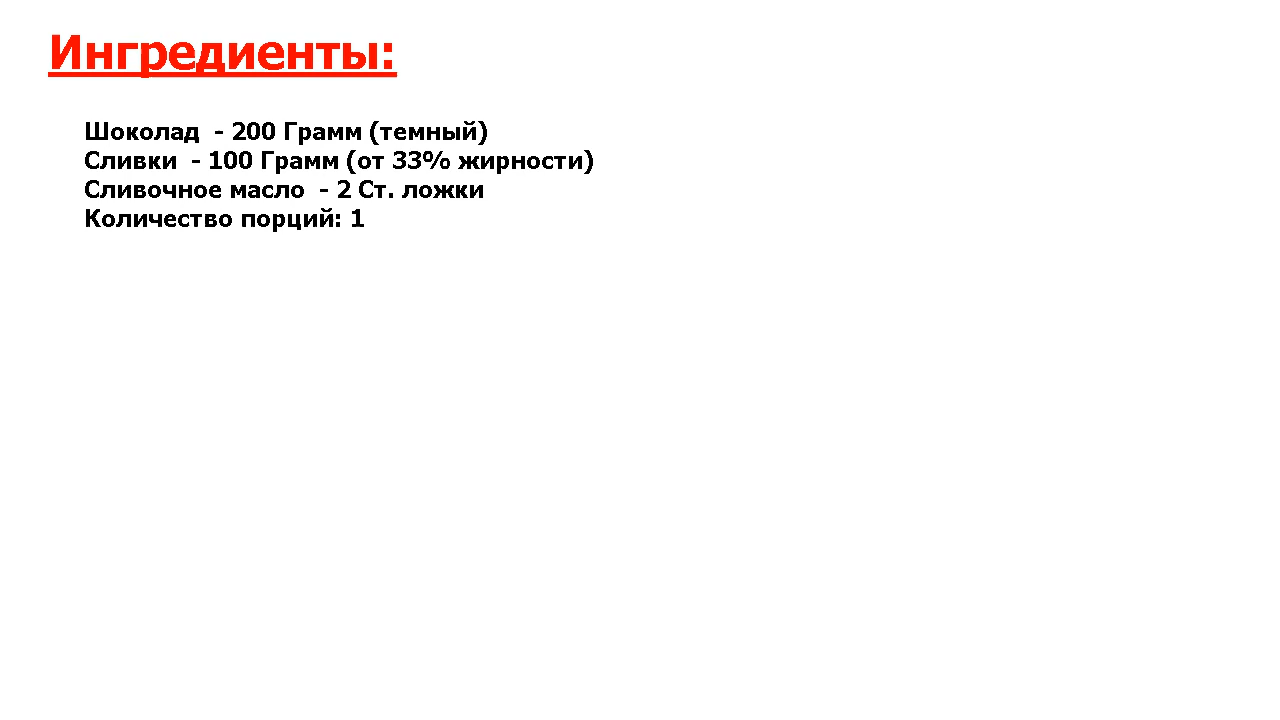 Ингредиенты:
Шоколад  - 200 Грамм (темный)
Сливки  - 100 Грамм (от 33% жирности)
Сливочное масло  - 2 Ст. ложки
Количество порций: 1